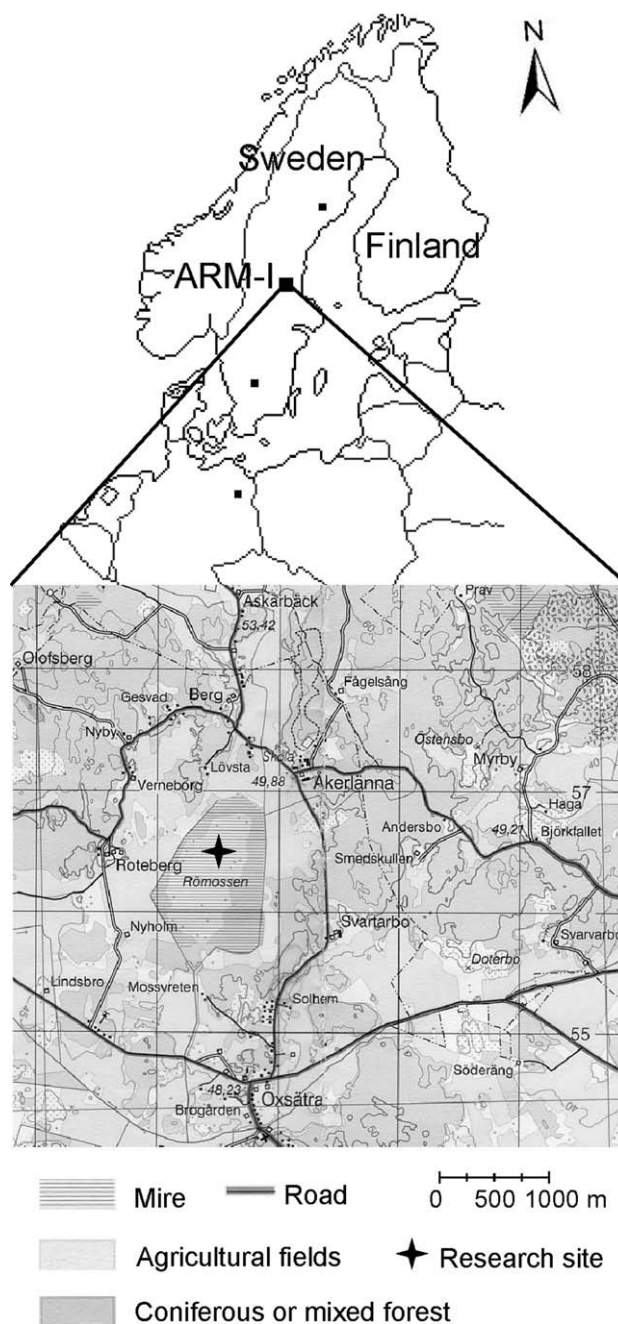 N
Sweden
Finland
ARM-I
Askarbäck
53,42
Olofsberg
58
Gesvad
Berg
Fågelsång
Nyby
Skola
Östensbo
Myrby
Lövsta
49,88
Åkerlänna
57
Verneborg
Haga
Andersbo
49,21
Björkfallet
Smedskullen
Roteberg
Römossen
Nyholm
Svartarbo
Svarvarbo
Lindsbro
Mossvreten
Doterbo
Solhem
55
Söderäng
48,23
Oxsätra
Brogården
Mire
Road
0 500 1000 m
Agricultural fields
Research site
Coniferous or mixed forest